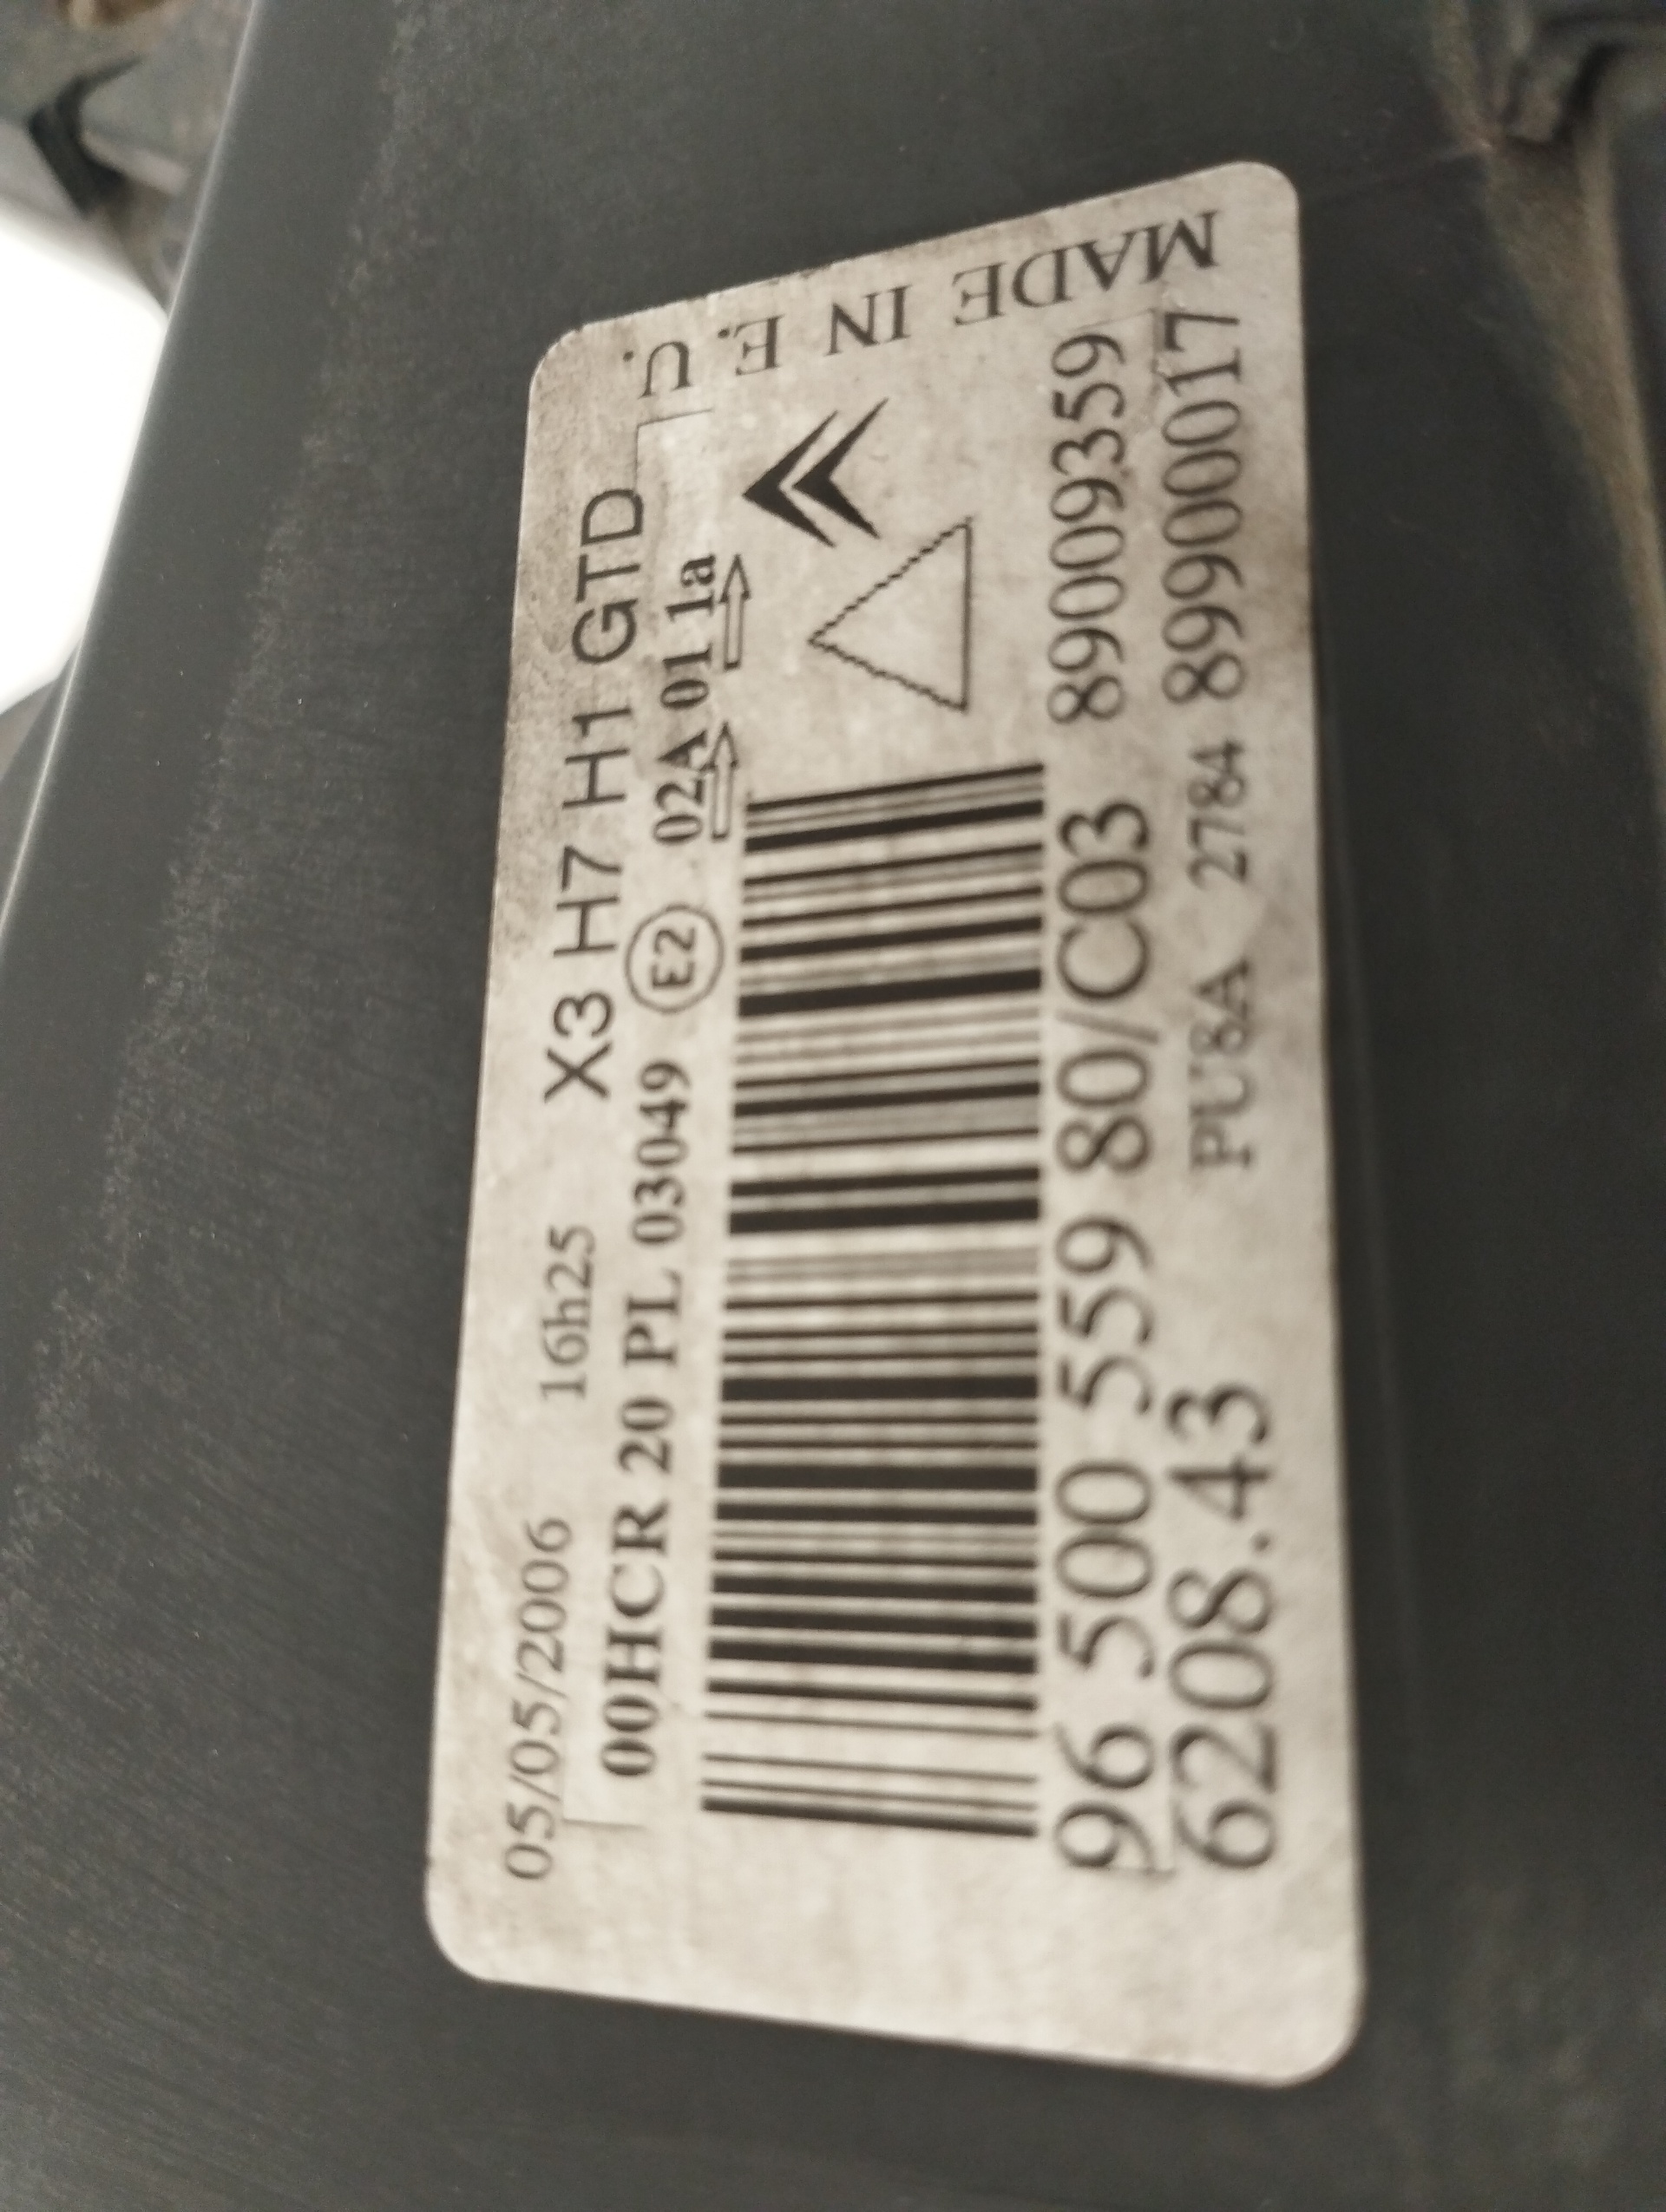 05/05/2006 16h25 X3 H7 H1 GTD
00HCR 20 PL 03049 E2 02A 01 1a
96 500 559 80/C03 89009359
6208.43 PU8A 2784 89900017
MADE IN E.U.